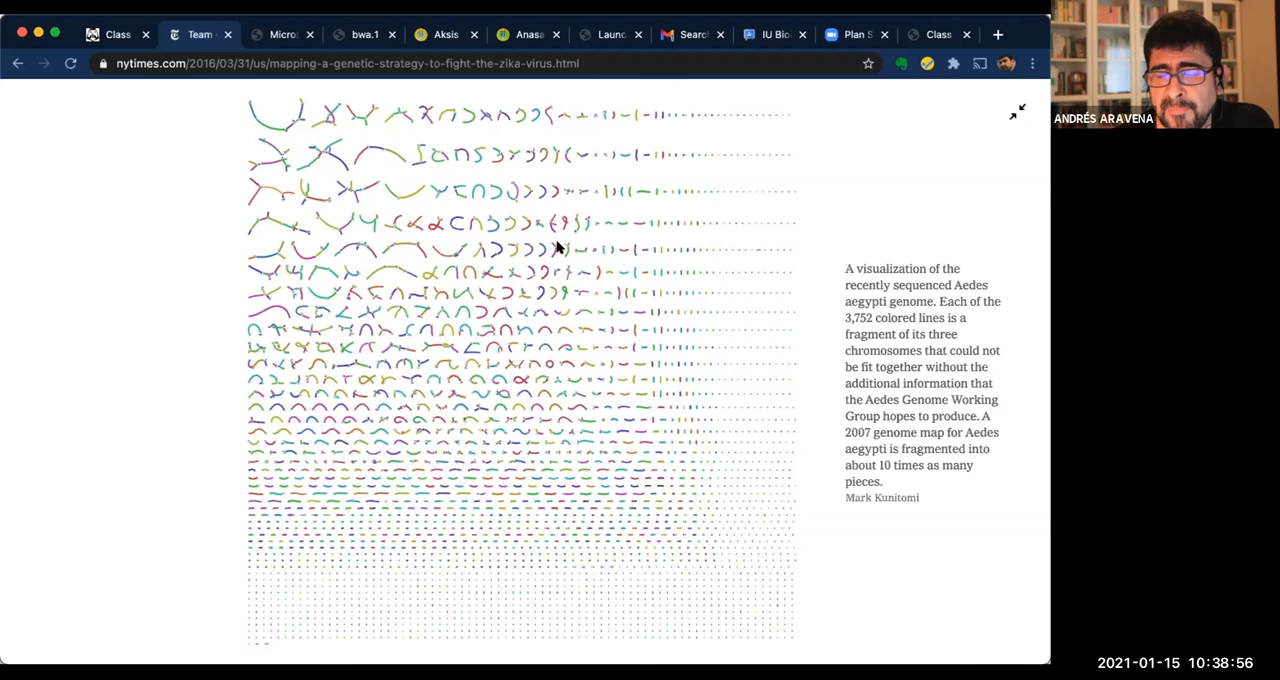 Class
Team
Micro
bwa.1
Aksis
Anasa
Launc
Searc
IU Bio
Plan S
Class
nytimes.com/2016/03/31/us/mapping-a-genetic-strategy-to-fight-the-zika-virus.html
ANDRÉS ARAVENA
A visualization of the
recently sequenced Aedes
aegypti genome. Each of the
3,752 colored lines is a
fragment of its three
chromosomes that could not
be fit together without the
additional information that
the Aedes Genome Working
Group hopes to produce. A
2007 genome map for Aedes
aegypti is fragmented into
about 10 times as many
pieces.
Mark Kunitomi
2021-01-15 10:38:56